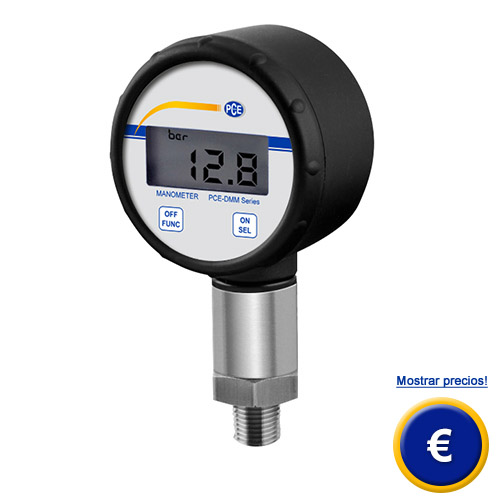 PCE
bar
12.8
MANOMETER PCE-DMM Series
OFF
FUNC
ON
SEL
Mostrar precios!
€